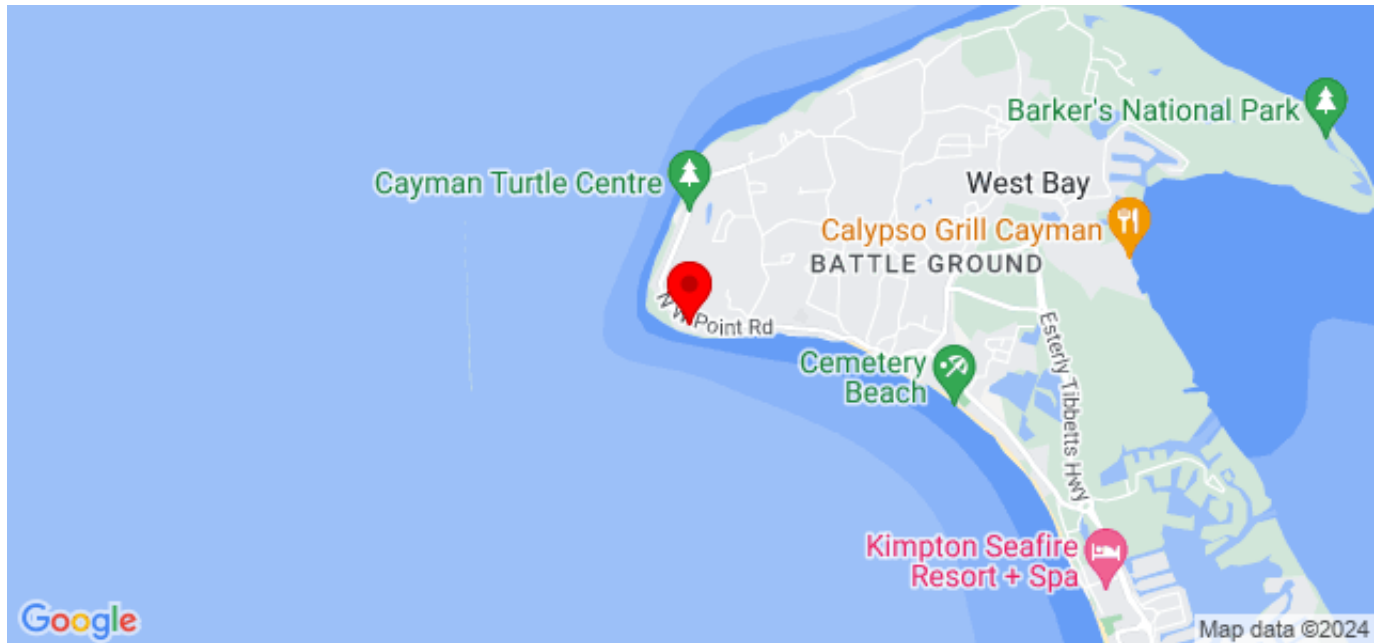 Barker's National Park
Cayman Turtle Centre
West Bay
Calypso Grill Cayman
BATTLE GROUND
N W Point Rd
Esterly Tibbetts Hwy
Cemetery
Beach
Kimpton Seafire
Resort + Spa
Google
Map data ©2024